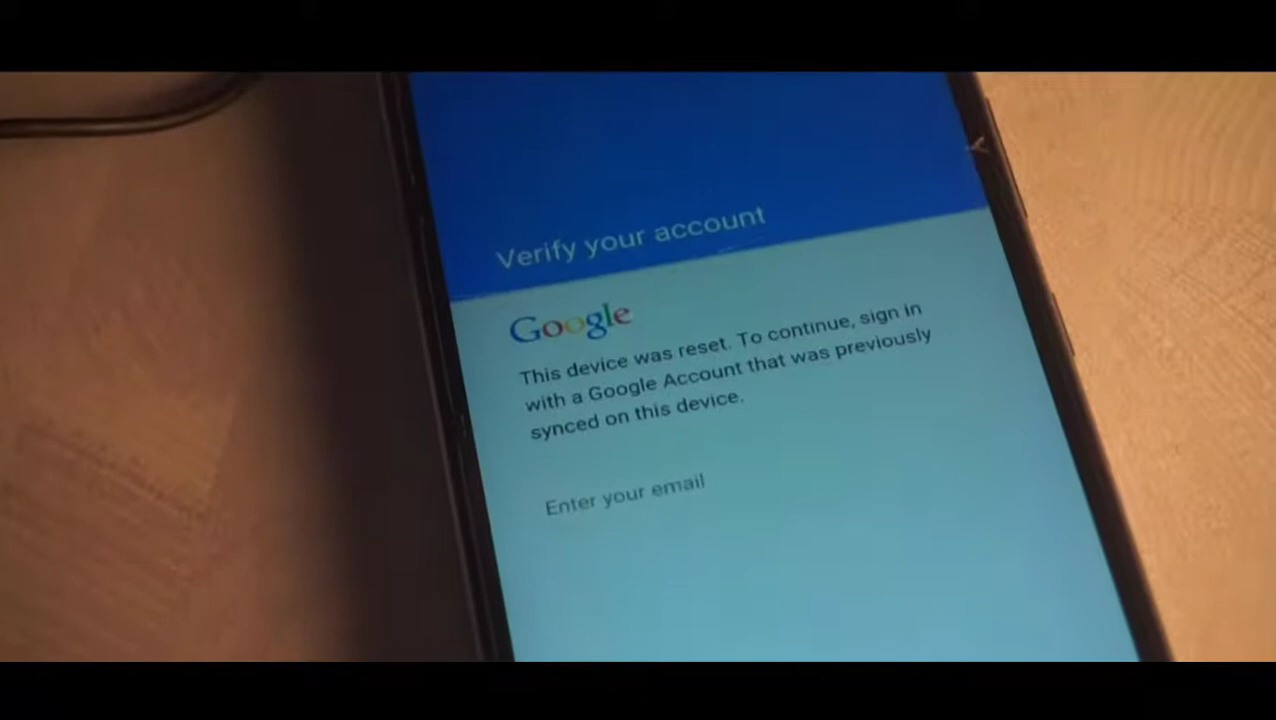 Verify your account
Google
This device was reset. To continue, sign in
with a Google Account that was previously
synced on this device.
Enter your email